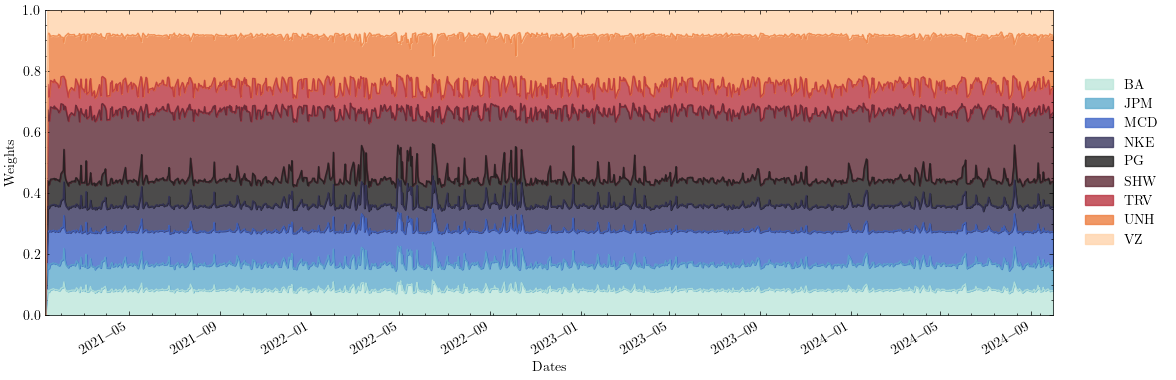 1.0
0.8
0.6
0.4
0.2
0.0
Weights
2021-05
2021-09
2022-01
2022-05
2022-09
2023-01
2023-05
2023-09
2024-01
2024-05
2024-09
Dates
BA
JPM
MCD
NKE
PG
SHW
TRV
UNH
VZ